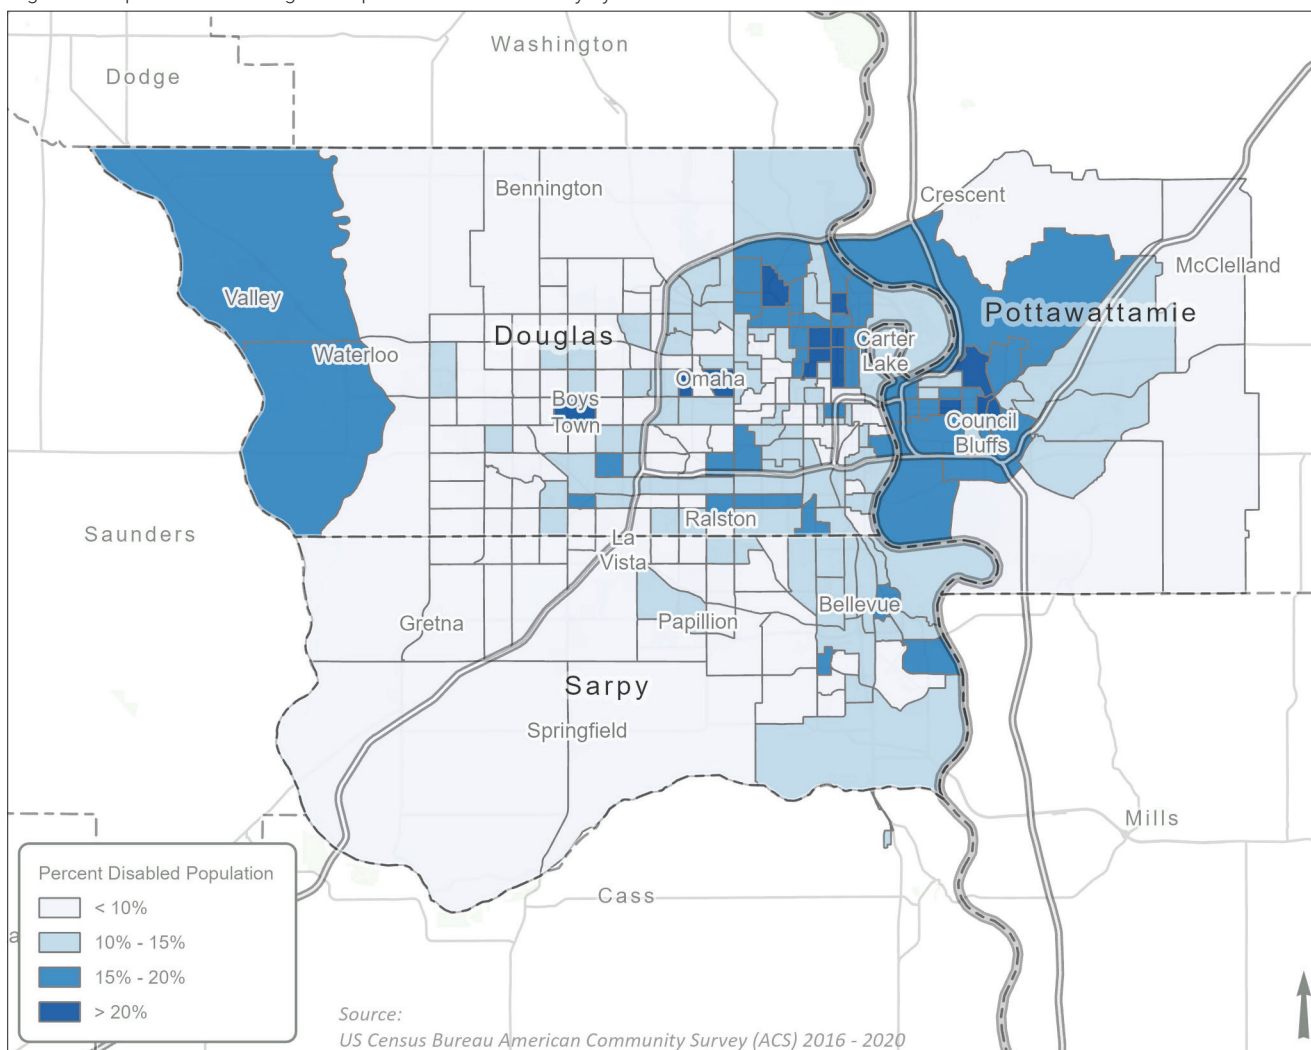 Washington
Dodge
Bennington
Crescent
McClelland
Valley
Pottawattamie
Douglas
Waterloo
Carter
Lake
Omaha
Boys
Town
Council
Bluffs
Ralston
Saunders
La
Vista
Bellevue
Gretna
Papillion
Sarpy
Springfield
Mills
Cass
Percent Disabled Population
< 10%
10% - 15%
15% - 20%
> 20%
Source:
US Census Bureau American Community Survey (ACS) 2016 - 2020